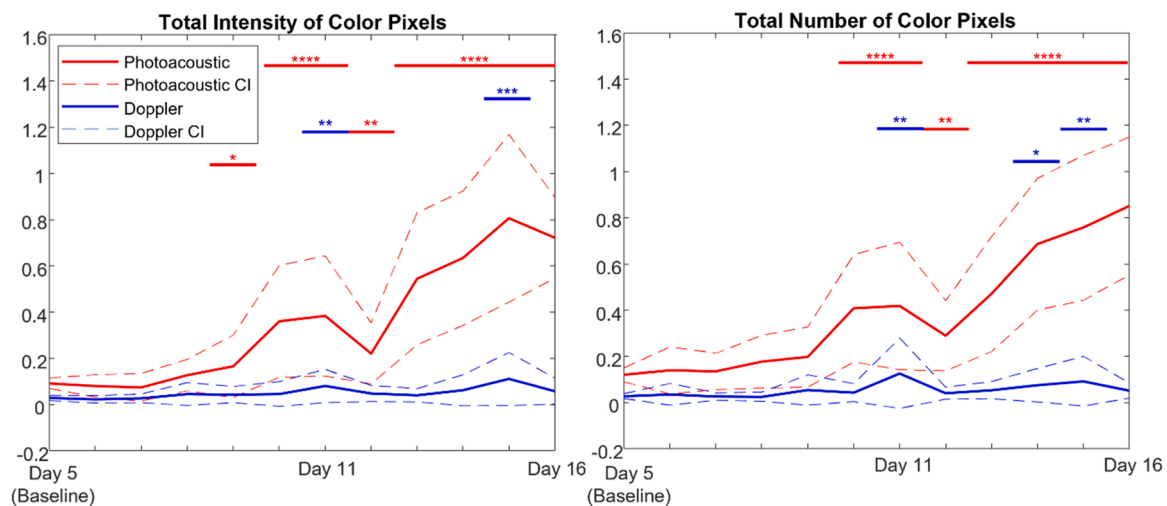 Total Intensity of Color Pixels
1.6
1.4
1.2
1
0.8
0.6
0.4
0.2
0
-0.2
Photoacoustic
Photoacoustic CI
Doppler
Doppler CI
****
****
***
**
**
*
Day 5
(Baseline)
Day 11
Day 16
Total Number of Color Pixels
1.6
1.4
1.2
1
0.8
0.6
0.4
0.2
0
-0.2
****
****
**
**
**
*
Day 5
(Baseline)
Day 11
Day 16